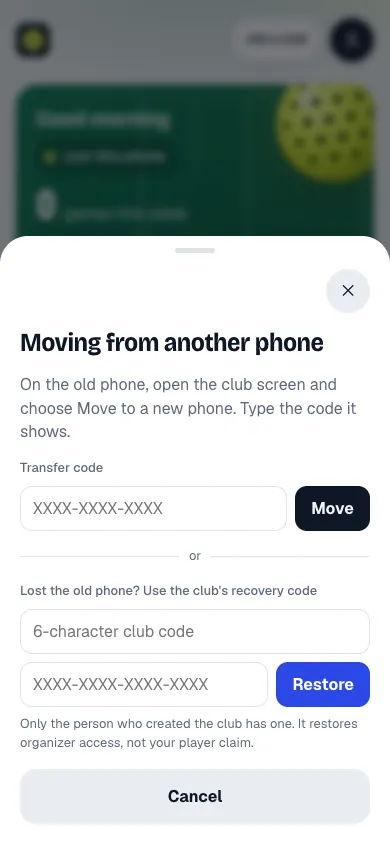 Good morning
0
Moving from another phone
On the old phone, open the club screen and
choose Move to a new phone. Type the code it
shows.
Transfer code
XXXX-XXXX-XXXX
Move
or
Lost the old phone? Use the club's recovery code
6-character club code
XXXX-XXXX-XXXX-XXXX
Restore
Only the person who created the club has one. It restores
organizer access, not your player claim.
Cancel